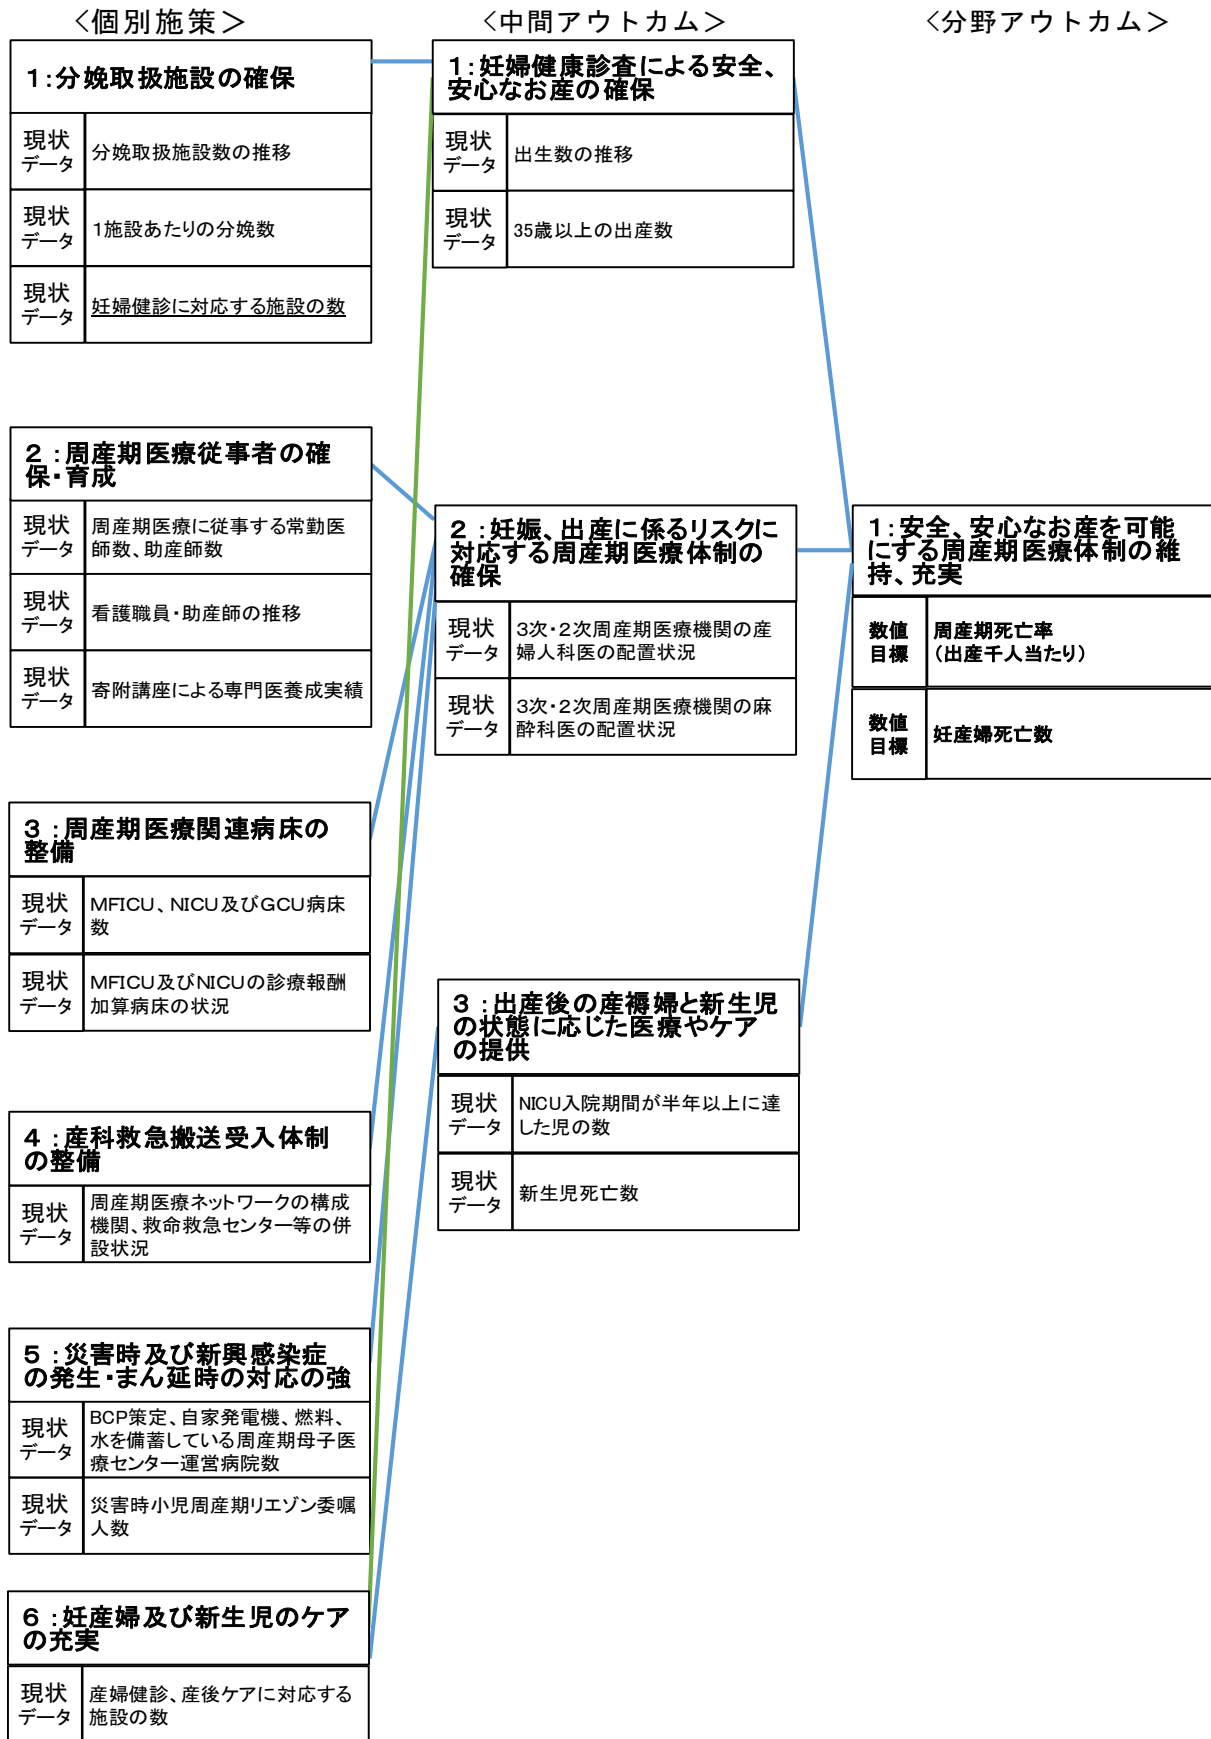 <個別施策>
1:分娩取扱施設の確保
現状
データ
分娩取扱施設数の推移
現状
データ
1施設あたりの分娩数
現状
データ
妊婦健診に対応する施設の数
2:周産期医療従事者の確
保・育成
現状
データ
周産期医療に従事する常勤医
師数、助産師数
現状
データ
看護職員・助産師の推移
現状
データ
寄附講座による専門医養成実績
3:周産期医療関連病床の
整備
現状
データ
MFICU、NICU及びGCU病床
数
現状
データ
MFICU及びNICUの診療報酬
加算病床の状況
4:産科救急搬送受入体制
の整備
現状
データ
周産期医療ネットワークの構成
機関、救命救急センター等の併
設状況
5:災害時及び新興感染症
の発生・まん延時の対応の強
現状
データ
BCP策定、自家発電機、燃料、
水を備蓄している周産期母子医
療センター運営病院数
現状
データ
災害時小児周産期リエゾン委嘱
人数
6:妊産婦及び新生児のケア
の充実
現状
データ
産婦健診、産後ケアに対応する
施設の数
<中間アウトカム>
1:妊婦健康診査による安全、
安心なお産の確保
現状
データ
出生数の推移
現状
データ
35歳以上の出産数
2:妊娠、出産に係るリスクに
対応する周産期医療体制の
確保
現状
データ
3次・2次周産期医療機関の産
婦人科医の配置状況
現状
データ
3次・2次周産期医療機関の麻
酔科医の配置状況
3:出産後の産褥婦と新生児
の状態に応じた医療やケア
の提供
現状
データ
NICU入院期間が半年以上に達
した児の数
現状
データ
新生児死亡数
<分野アウトカム>
1:安全、安心なお産を可能
にする周産期医療体制の維
持、充実
数値
目標
周産期死亡率
(出産千人当たり)
数値
目標
妊産婦死亡数